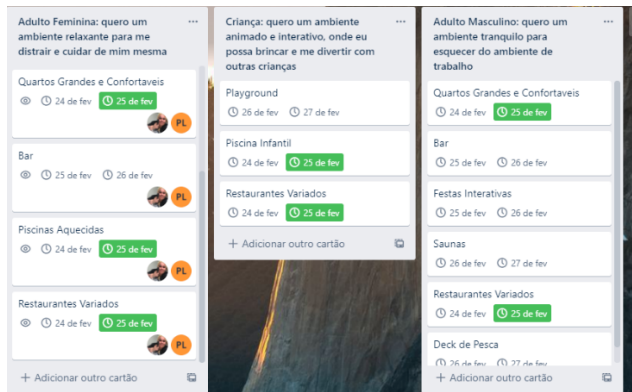 Adulto Feminina: quero um
ambiente relaxante para me
distrair e cuidar de mim mesma
Quartos Grandes e Confortaveis
24 de fev 25 de fev
PL
Bar
25 de fev 26 de fev
PL
Piscinas Aquecidas
24 de fev 25 de fev
PL
Restaurantes Variados
24 de fev 25 de fev
PL
+ Adicionar outro cartão
Criança: quero um ambiente
animado e interativo, onde eu
possa brincar e me divertir com
outras crianças
Playground
26 de fev 27 de fev
Piscina Infantil
24 de fev 25 de fev
Restaurantes Variados
24 de fev 25 de fev
+ Adicionar outro cartão
Adulto Masculino: quero um
ambiente tranquilo para
esquecer do ambiente de
trabalho
Quartos Grandes e Confortaveis
24 de fev 25 de fev
Bar
25 de fev 26 de fev
Festas Interativas
25 de fev 26 de fev
Saunas
26 de fev 27 de fev
Restaurantes Variados
24 de fev 25 de fev
Deck de Pesca
26 de fev 27 de fev
+ Adicionar outro cartão